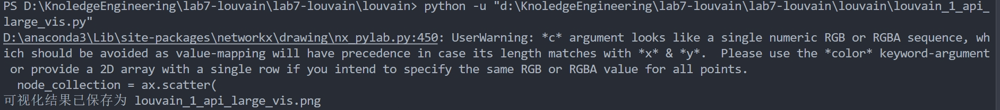 PS D:\KnoledgeEngineering\lab7-louvain\lab7-louvain\louvain> python -u "d:\KnoledgeEngineering\lab7-louvain\lab7-louvain\louvain\louvain_1_api_
large_vis.py"
D:\anaconda3\Lib\site-packages\networkx\drawing\nx_pylab.py:450: UserWarning: *c* argument looks like a single numeric RGB or RGBA sequence, wh
ich should be avoided as value-mapping will have precedence in case its length matches with *x* & *y*.  Please use the *color* keyword-argument
 or provide a 2D array with a single row if you intend to specify the same RGB or RGBA value for all points.
  node_collection = ax.scatter(
可视化结果已保存为 louvain_1_api_large_vis.png